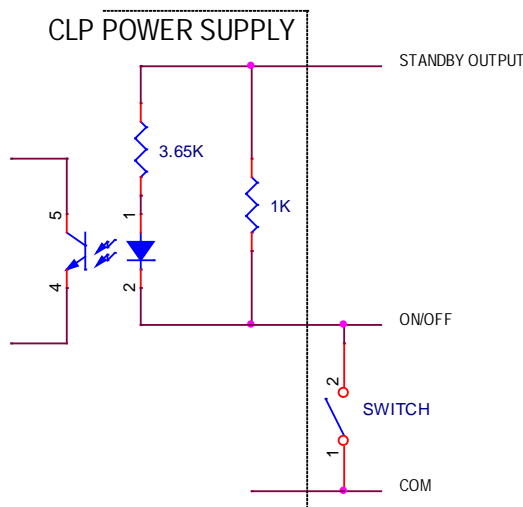 CLP POWER SUPPLY
STANDBY OUTPUT
3.65K
1K
5
1
4
2
ON/OFF
2
SWITCH
1
COM